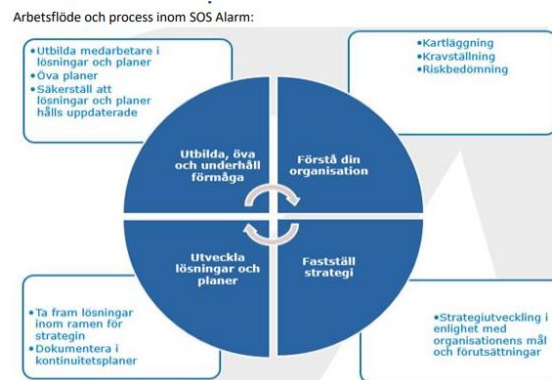 Arbetsflöde och process inom SOS Alarm:
•Utbilda medarbetare i
lösningar och planer
•Öva planer
•Säkerställ att
lösningar och planer
hålls uppdaterade
•Kartläggning
•Kravställning
•Riskbedömning
Utbilda, öva
och underhåll
förmåga
Förstå din
organisation
Utveckla
lösningar och
planer
Fastställ
strategi
•Ta fram lösningar
inom ramen för
strategin
•Dokumentera i
kontinuitetsplaner
•Strategiutveckling i
enlighet med
organisationens mål
och förutsättningar